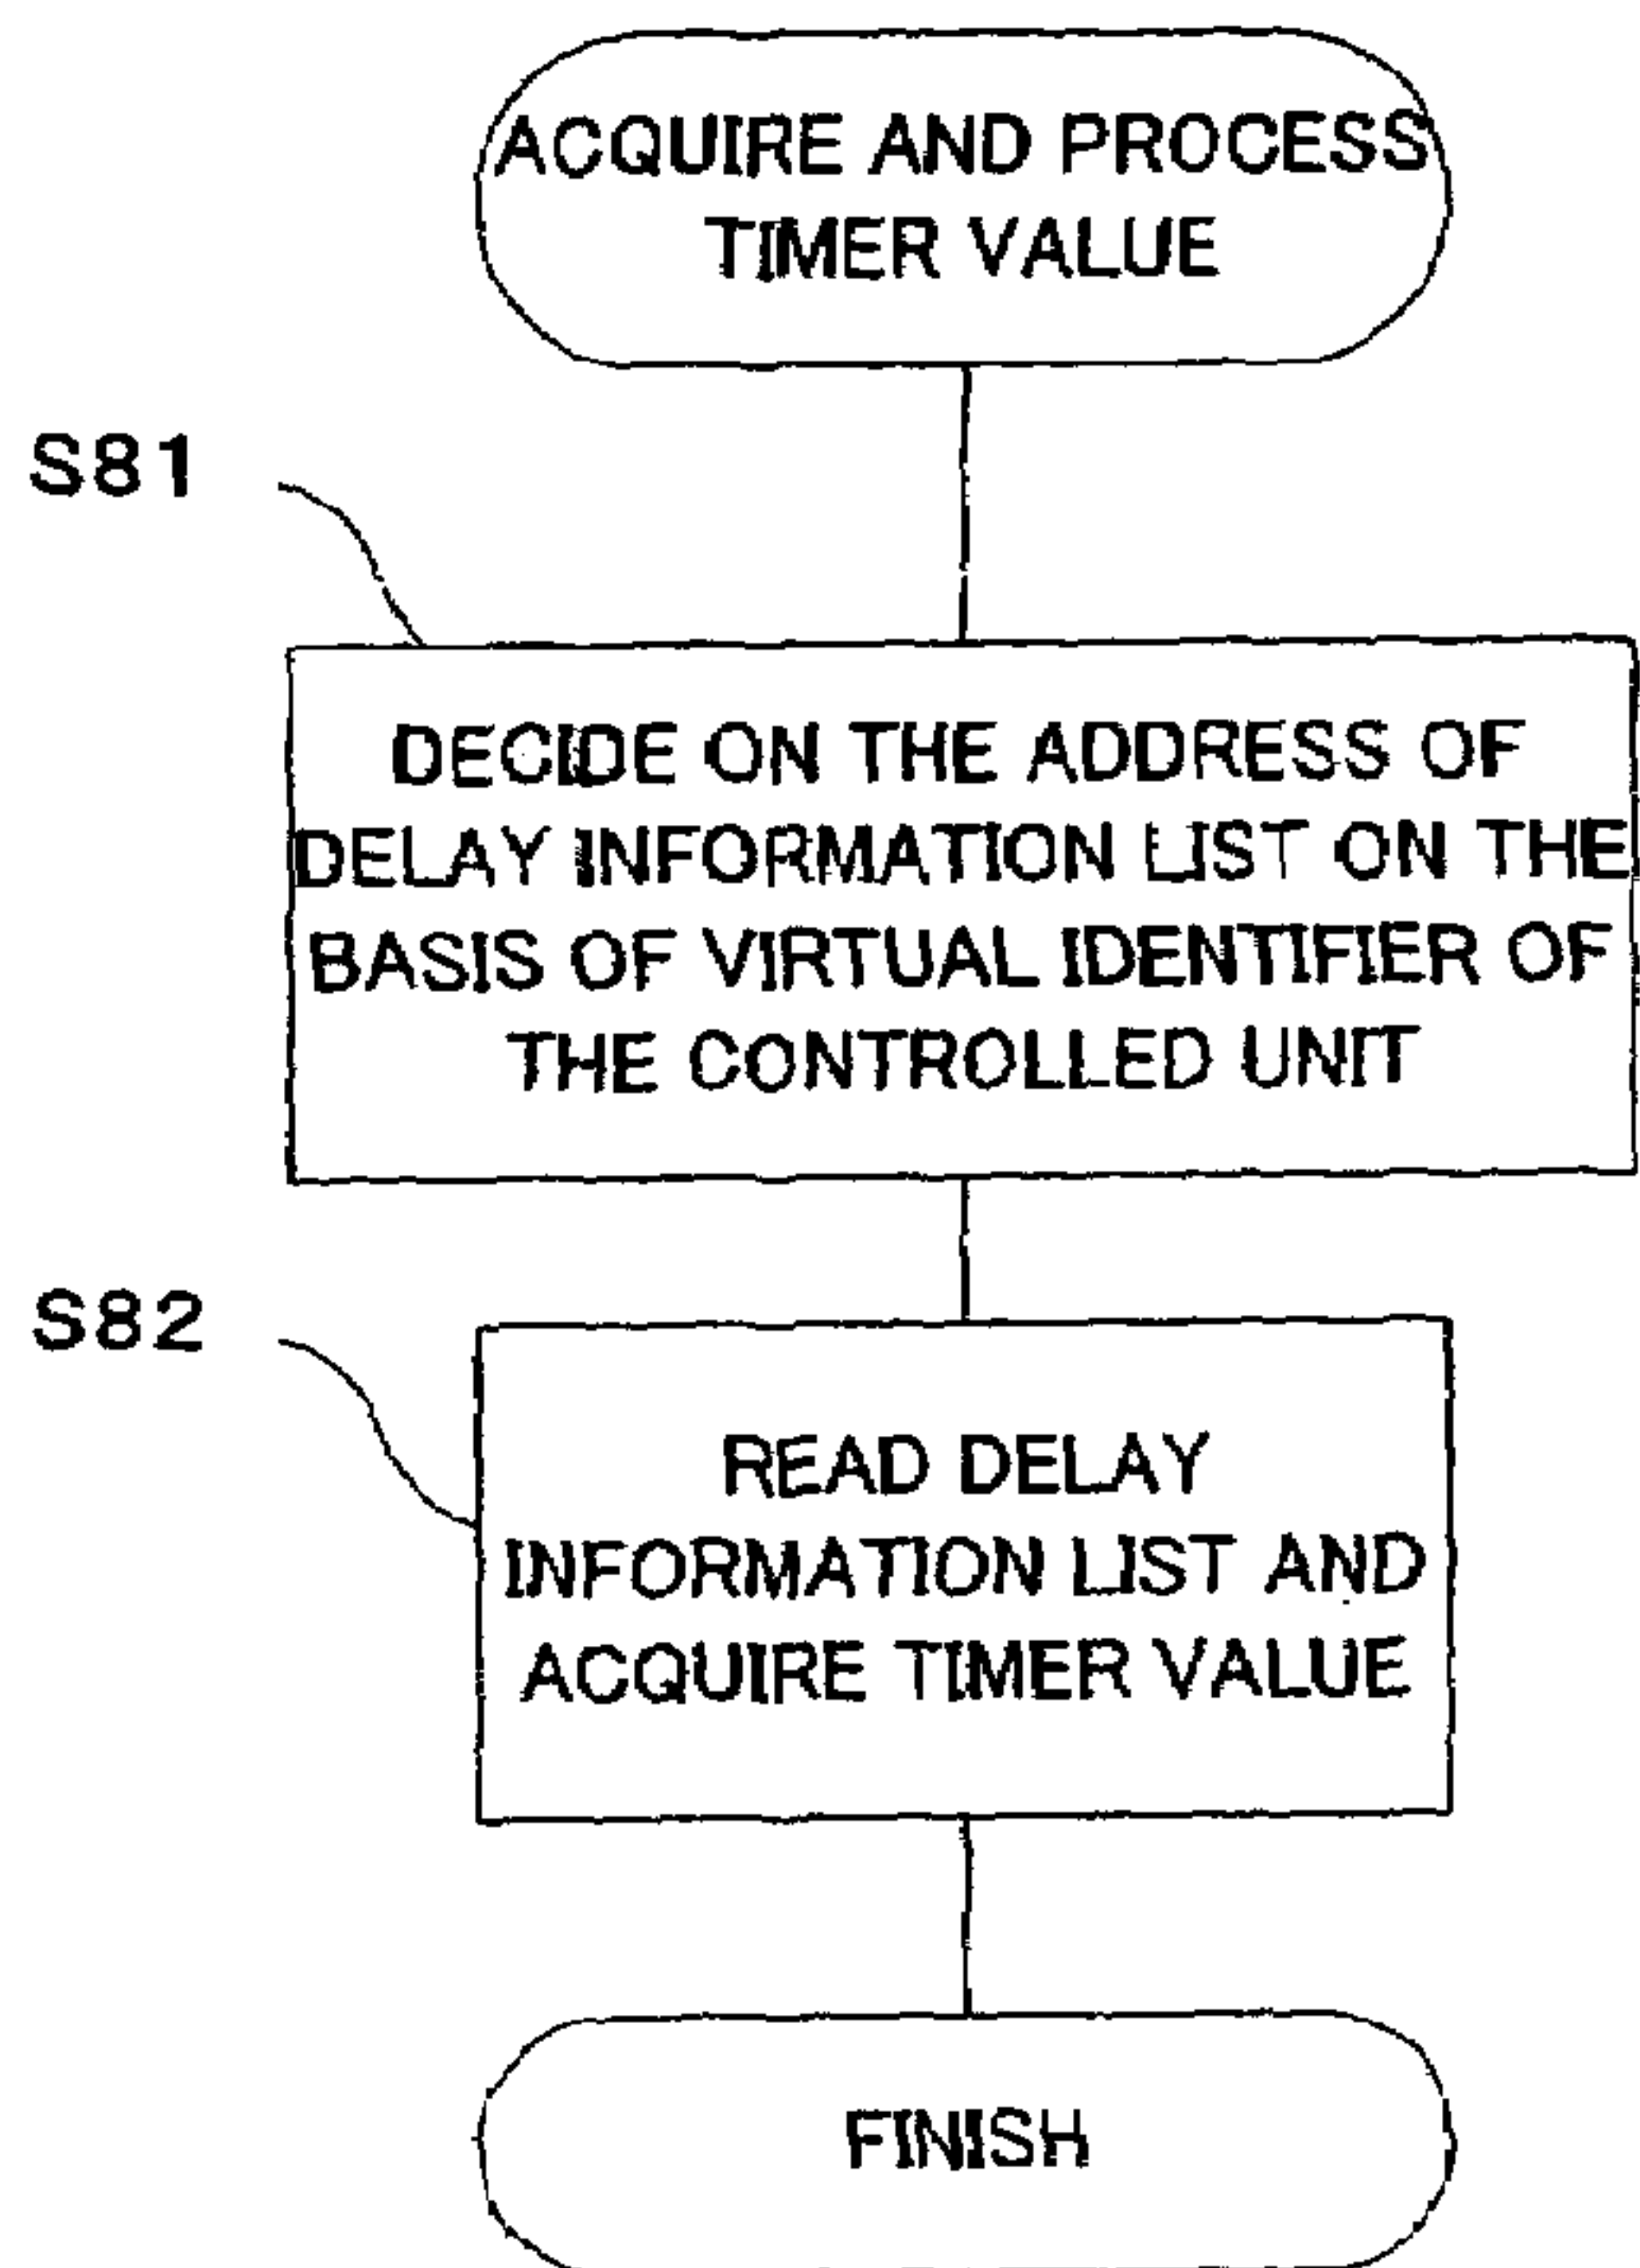 ACQUIRE AND PROCESS
TIMER VALUE
S81
DECIDE ON THE ADDRESS OF
DELAY INFORMATION LIST ON THE
BASIS OF VIRTUAL IDENTIFIER OF
THE CONTROLLED UNIT
S82
READ DELAY
INFORMATION LIST AND
ACQUIRE TIMER VALUE
FINISH